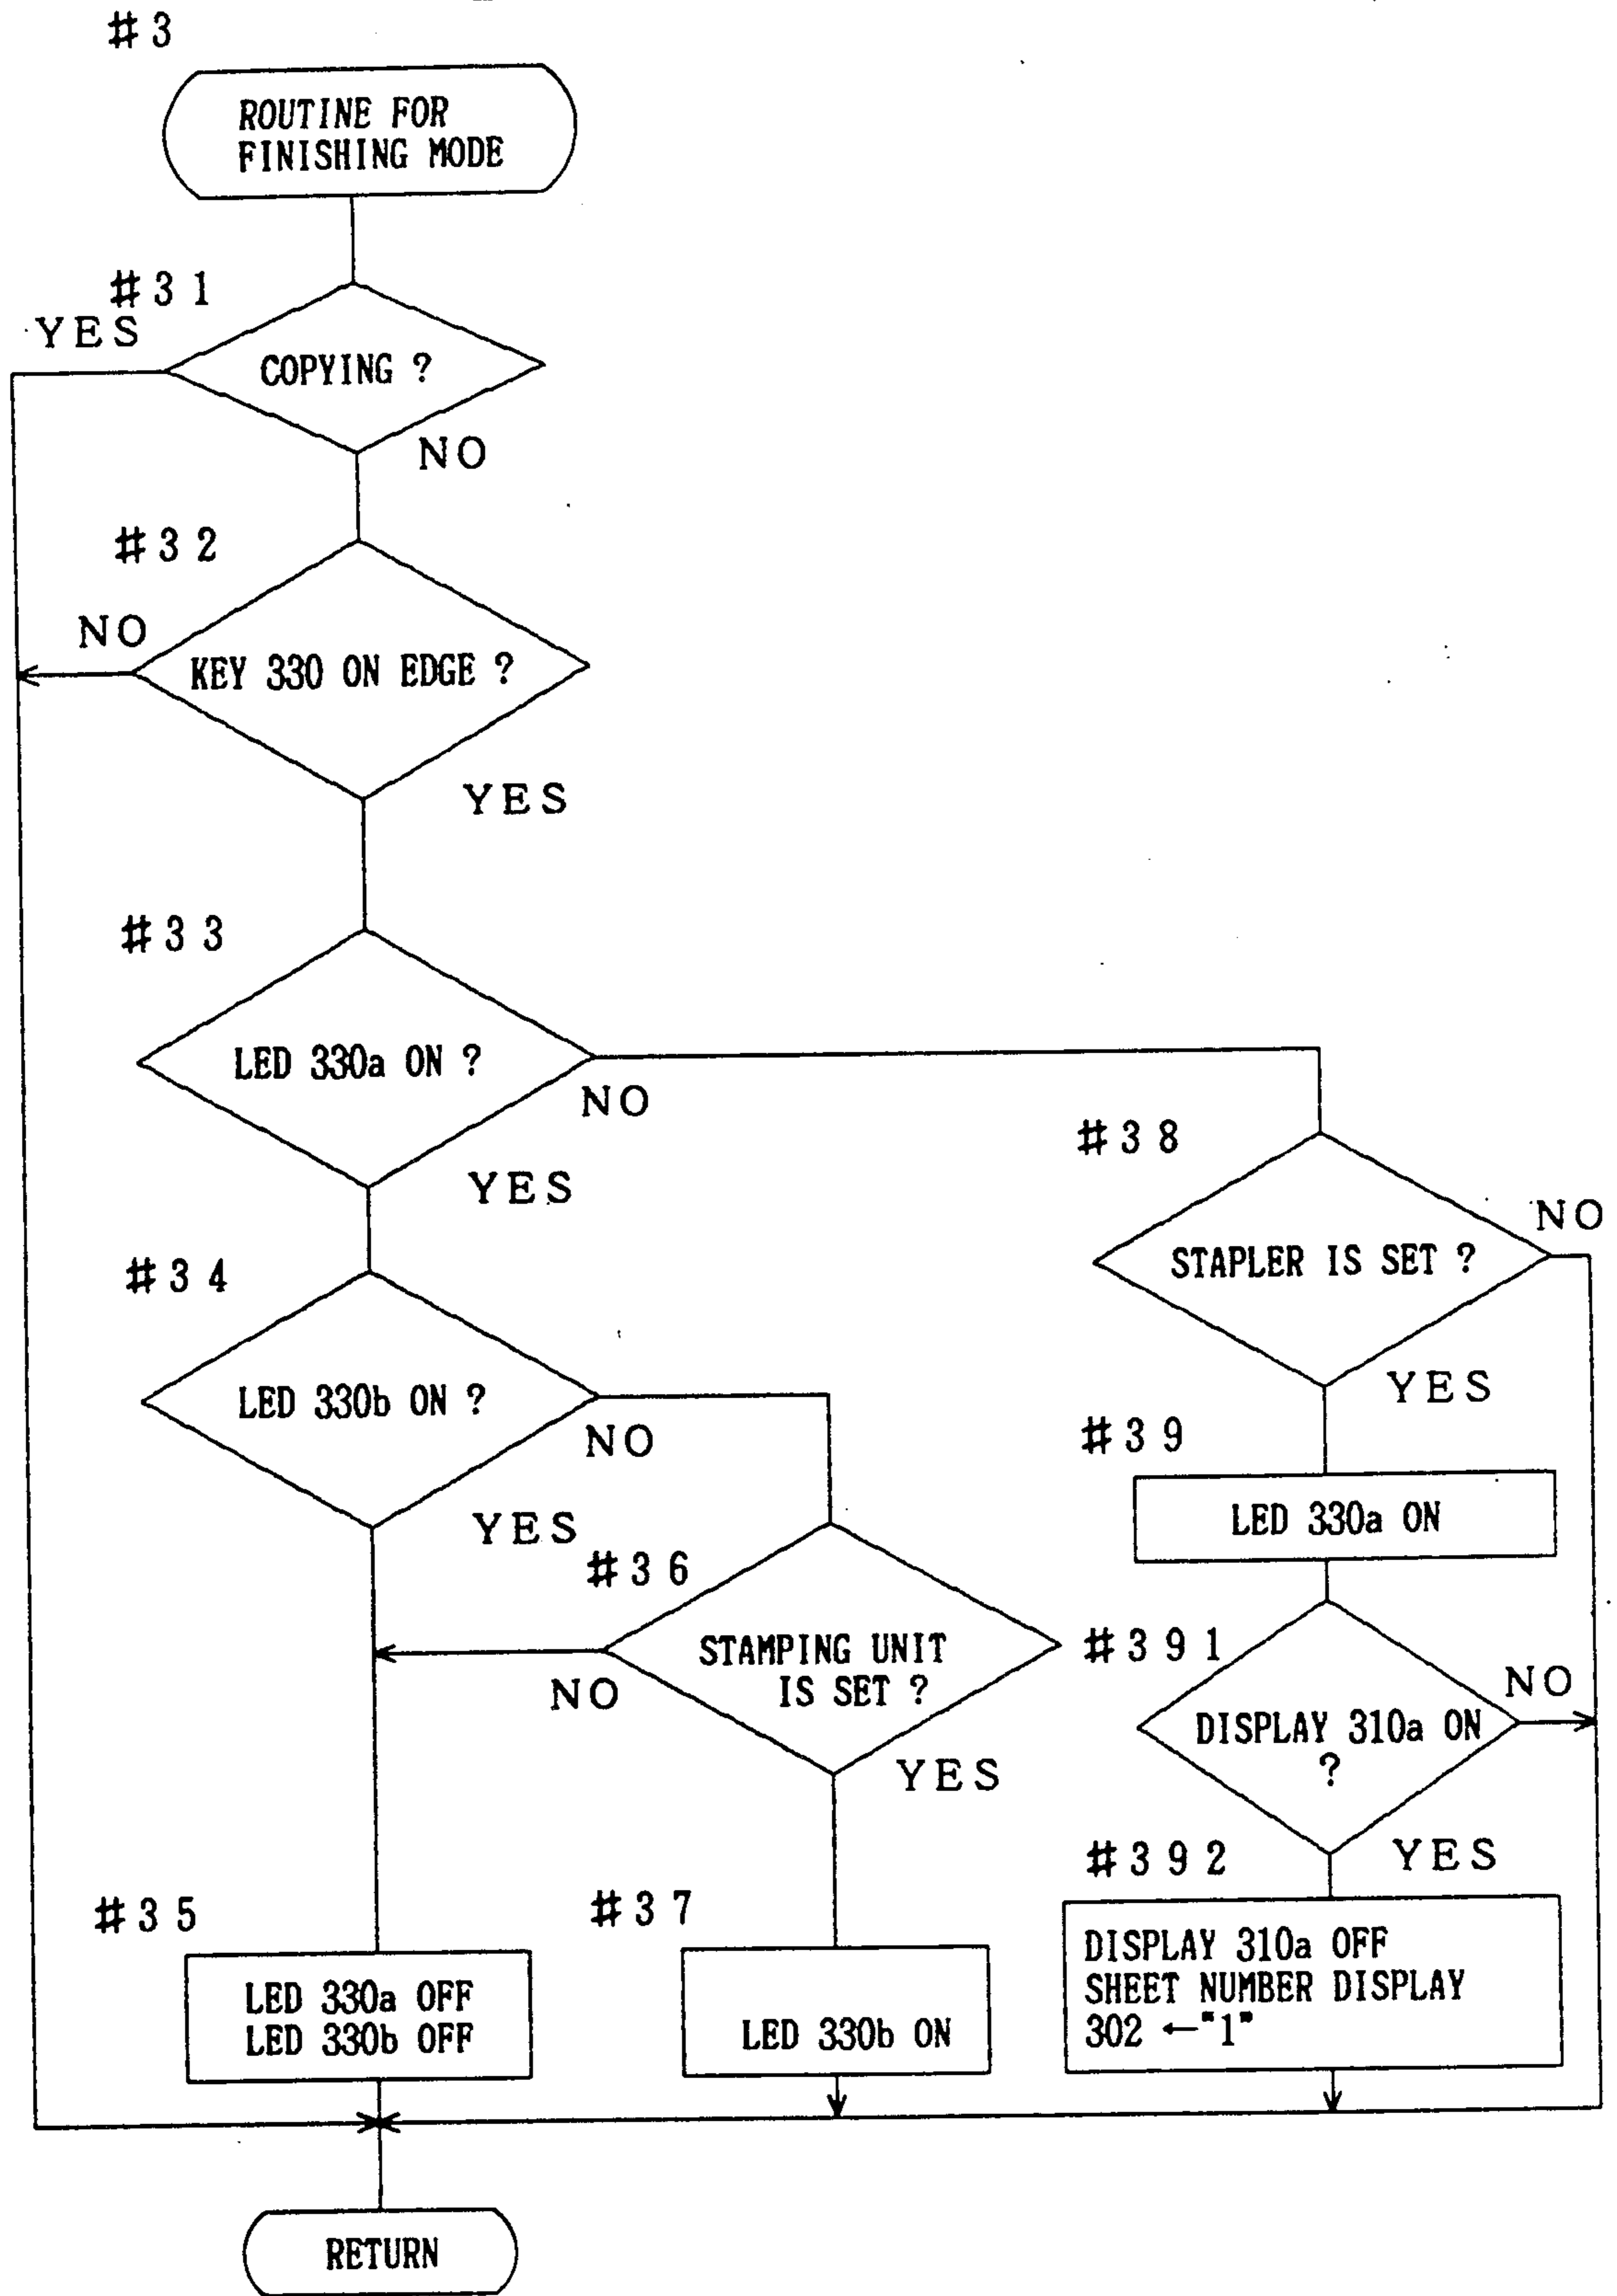 #3
ROUTINE FOR
FINISHING MODE
#31
YES
COPYING ?
NO
#32
NO
KEY 330 ON EDGE ?
YES
#33
LED 330a ON ?
NO
YES
#38
NO
STAPLER IS SET ?
YES
#34
LED 330b ON ?
NO
YES
#39
LED 330a ON
#36
STAMPING UNIT
IS SET ?
NO
YES
#391
NO
DISPLAY 310a ON
?
YES
#392
DISPLAY 310a OFF
SHEET NUMBER DISPLAY
302 ←"1"
#35
LED 330a OFF
LED 330b OFF
#37
LED 330b ON
RETURN